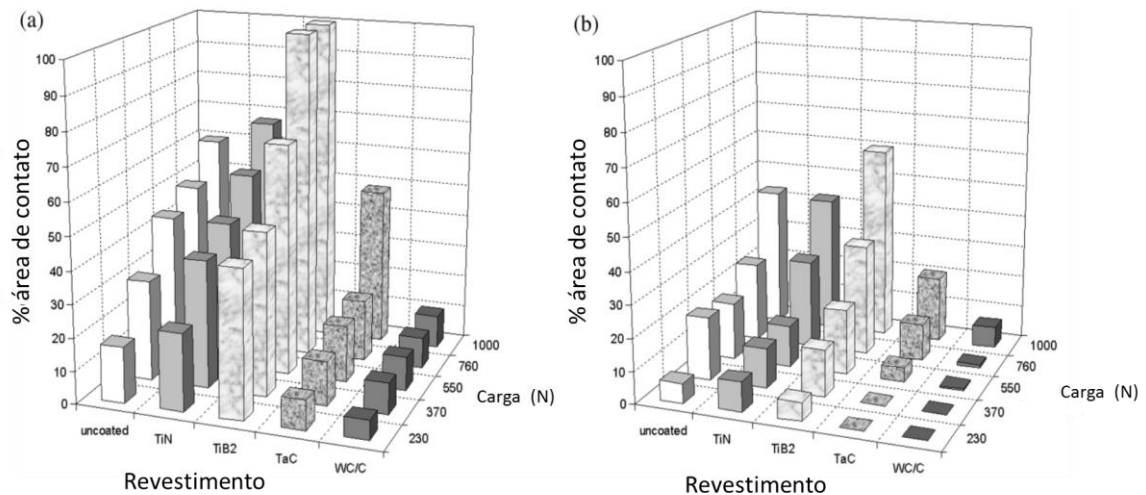 (a)
100
90
80
70
60
50
40
30
20
10
0
% área de contato
uncoated
TiN
TiB2
TaC
WC/C
230
370
550
760
1000
Carga (N)
Revestimento
(b)
100
90
80
70
60
50
40
30
20
10
0
% área de contato
uncoated
TiN
TiB2
TaC
WC/C
230
370
550
760
1000
Carga (N)
Revestimento